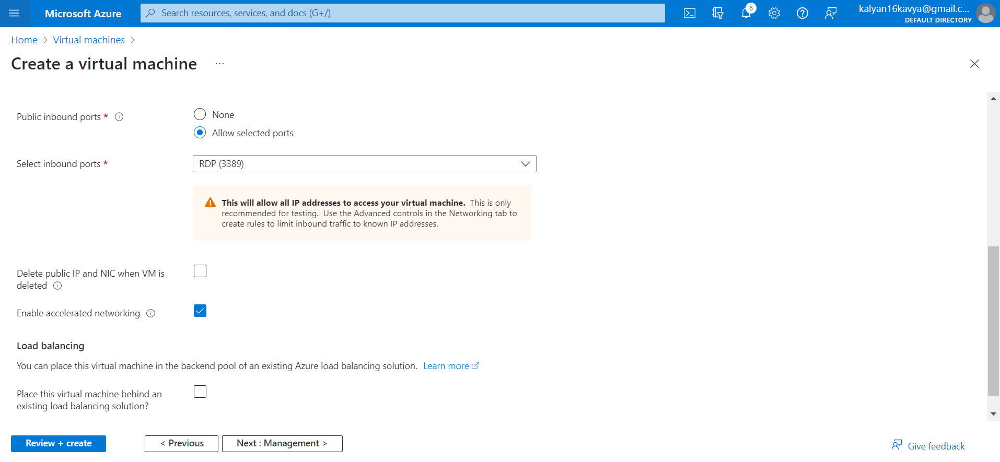 Microsoft Azure
Search resources, services, and docs (G+/)
6
kalyan16kavya@gmail.c...
DEFAULT DIRECTORY
Home > Virtual machines >
Create a virtual machine ...
Public inbound ports *
None
Allow selected ports
Select inbound ports *
RDP (3389)
This will allow all IP addresses to access your virtual machine. This is only
recommended for testing. Use the Advanced controls in the Networking tab to
create rules to limit inbound traffic to known IP addresses.
Delete public IP and NIC when VM is
deleted
Enable accelerated networking
Load balancing
You can place this virtual machine in the backend pool of an existing Azure load balancing solution. Learn more
Place this virtual machine behind an
existing load balancing solution?
Review + create
< Previous
Next : Management >
Give feedback